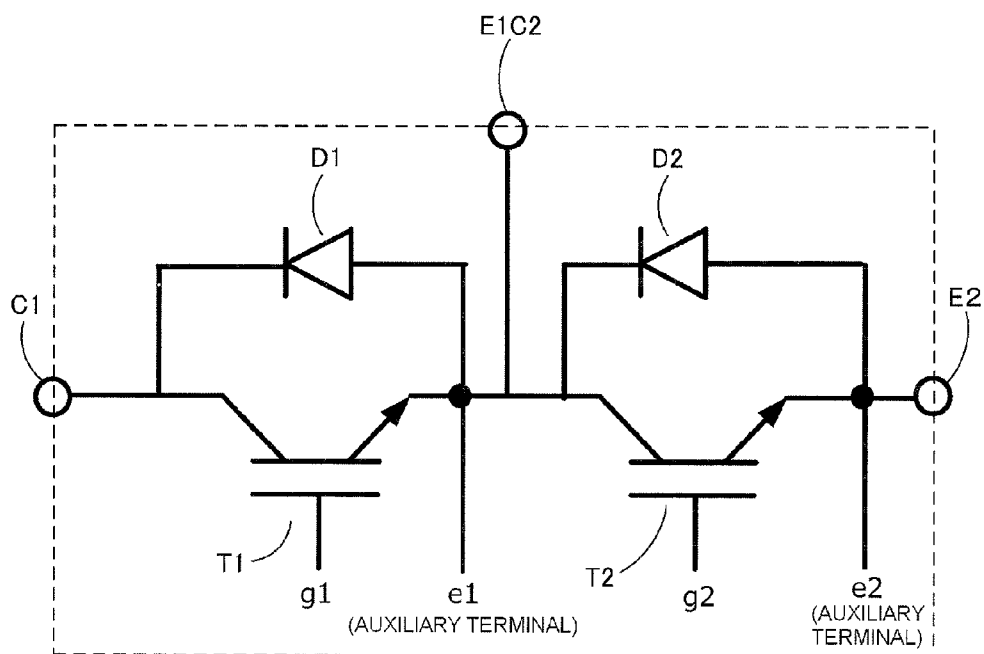 E1C2
D1
D2
C1
E2
T1
g1
e1
(AUXILIARY TERMINAL)
T2
g2
e2
(AUXILIARY
TERMINAL)